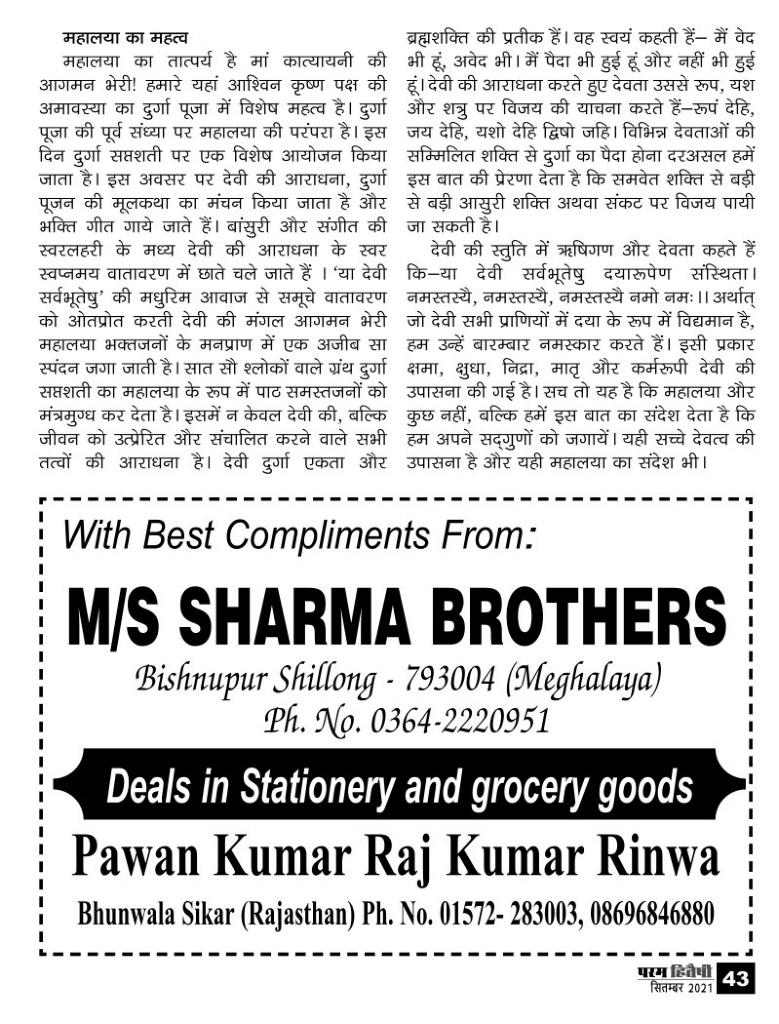 महालया का महत्व
महालया का तात्पर्य है मां कात्यायनी की
आगमन भेरी! हमारे यहां आश्विन कृष्ण पक्ष की
अमावस्या का दुर्गा पूजा में विशेष महत्व है। दुर्गा
पूजा की पूर्व संध्या पर महालया की परंपरा है। इस
दिन दुर्गा सप्तशती पर एक विशेष आयोजन किया
जाता है। इस अवसर पर देवी की आराधना, दुर्गा
पूजन की मूलकथा का मंचन किया जाता है और
भक्ति गीत गाये जाते हैं। बांसुरी और संगीत की
स्वरलहरी के मध्य देवी की आराधना के स्वर
स्वप्नमय वातावरण में छाते चले जाते हैं । ‘या देवी
सर्वभूतेषु’ की मधुरिम आवाज से समूचे वातावरण
को ओतप्रोत करती देवी की मंगल आगमन भेरी
महालया भक्तजनों के मनप्राण में एक अजीब सा
स्पंदन जगा जाती है। सात सौ श्लोकों वाले ग्रंथ दुर्गा
सप्तशती का महालया के रूप में पाठ समस्तजनों को
मंत्रमुग्ध कर देता है। इसमें न केवल देवी की, बल्कि
जीवन को उत्प्रेरित और संचालित करने वाले सभी
तत्वों की आराधना है। देवी दुर्गा एकता और
ब्रह्मशक्ति की प्रतीक हैं। वह स्वयं कहती हैं– मैं वेद
भी हूं, अवेद भी। मैं पैदा भी हुई हूं और नहीं भी हुई
हूं। देवी की आराधना करते हुए देवता उससे रूप, यश
और शत्रु पर विजय की याचना करते हैं–रूपं देहि,
जय देहि, यशो देहि द्विषो जहि। विभिन्न देवताओं की
सम्मिलित शक्ति से दुर्गा का पैदा होना दरअसल हमें
इस बात की प्रेरणा देता है कि समवेत शक्ति से बड़ी
से बड़ी आसुरी शक्ति अथवा संकट पर विजय पायी
जा सकती है।
देवी की स्तुति में ऋषिगण और देवता कहते हैं
कि–या देवी सर्वभूतेषु दयारूपेण संस्थिता।
नमस्तस्यै, नमस्तस्यै, नमस्तस्यै नमो नमः।। अर्थात्
जो देवी सभी प्राणियों में दया के रूप में विद्यमान है,
हम उन्हें बारम्बार नमस्कार करते हैं। इसी प्रकार
क्षमा, क्षुधा, निद्रा, मातृ और कर्मरूपी देवी की
उपासना की गई है। सच तो यह है कि महालया और
कुछ नहीं, बल्कि हमें इस बात का संदेश देता है कि
हम अपने सद्गुणों को जगायें। यही सच्चे देवत्व की
उपासना है और यही महालया का संदेश भी।
With Best Compliments From:
M/S SHARMA BROTHERS
Bishnupur Shillong - 793004 (Meghalaya)
Ph. No. 0364-2220951
Deals in Stationery and grocery goods
Pawan Kumar Raj Kumar Rinwa
Bhunwala Sikar (Rajasthan) Ph. No. 01572- 283003, 08696846880
परम हितैषी
सितम्बर 2021 43